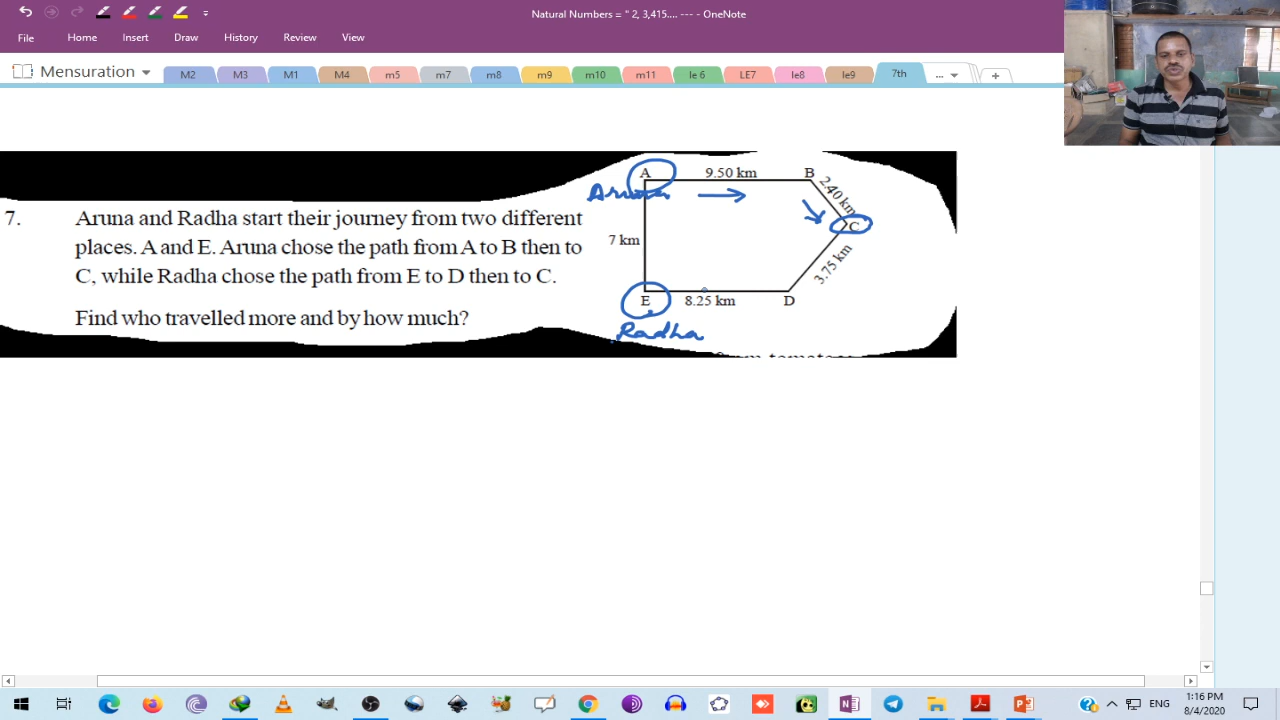 Natural Numbers = " 2, 3,415.... --- - OneNote
File Home Insert Draw History Review View
Mensuration M2 M3 M1 M4 m5 m7 m8 m9 m10 m11 le 6 LE7 le8 le9 7th ... +
A 9.50 km B
Aruna
2.40 km
7. Aruna and Radha start their journey from two different
places. A and E. Aruna chose the path from A to B then to
C, while Radha chose the path from E to D then to C.
Find who travelled more and by how much?
7 km
C
3.75 km
E 8.25 km D
Radha
ENG
1:16 PM
8/4/2020